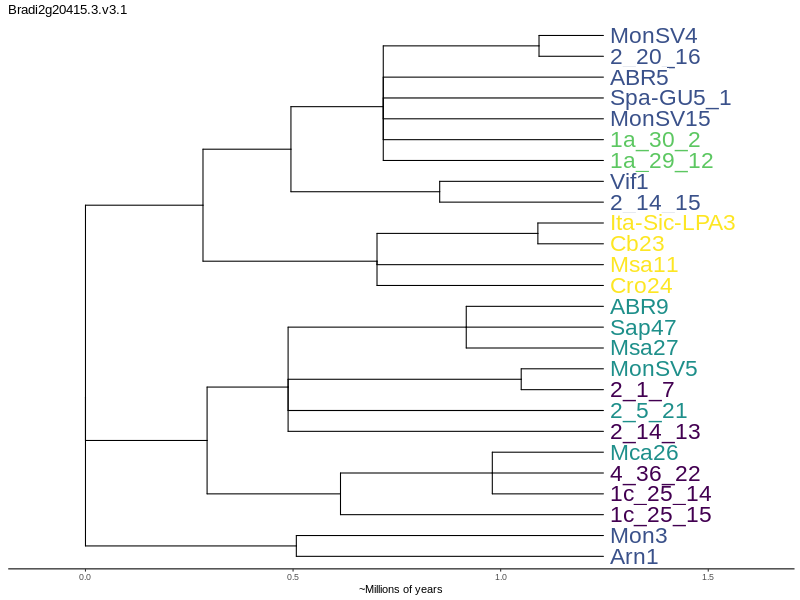 Bradi2g20415.3.v3.1
MonSV4
2_20_16
ABR5
Spa-GU5_1
MonSV15
1a_30_2
1a_29_12
Vif1
2_14_15
Ita-Sic-LPA3
Cb23
Msa11
Cro24
ABR9
Sap47
Msa27
MonSV5
2_1_7
2_5_21
2_14_13
Mca26
4_36_22
1c_25_14
1c_25_15
Mon3
Arn1
0.0 0.5 1.0 1.5
~Millions of years